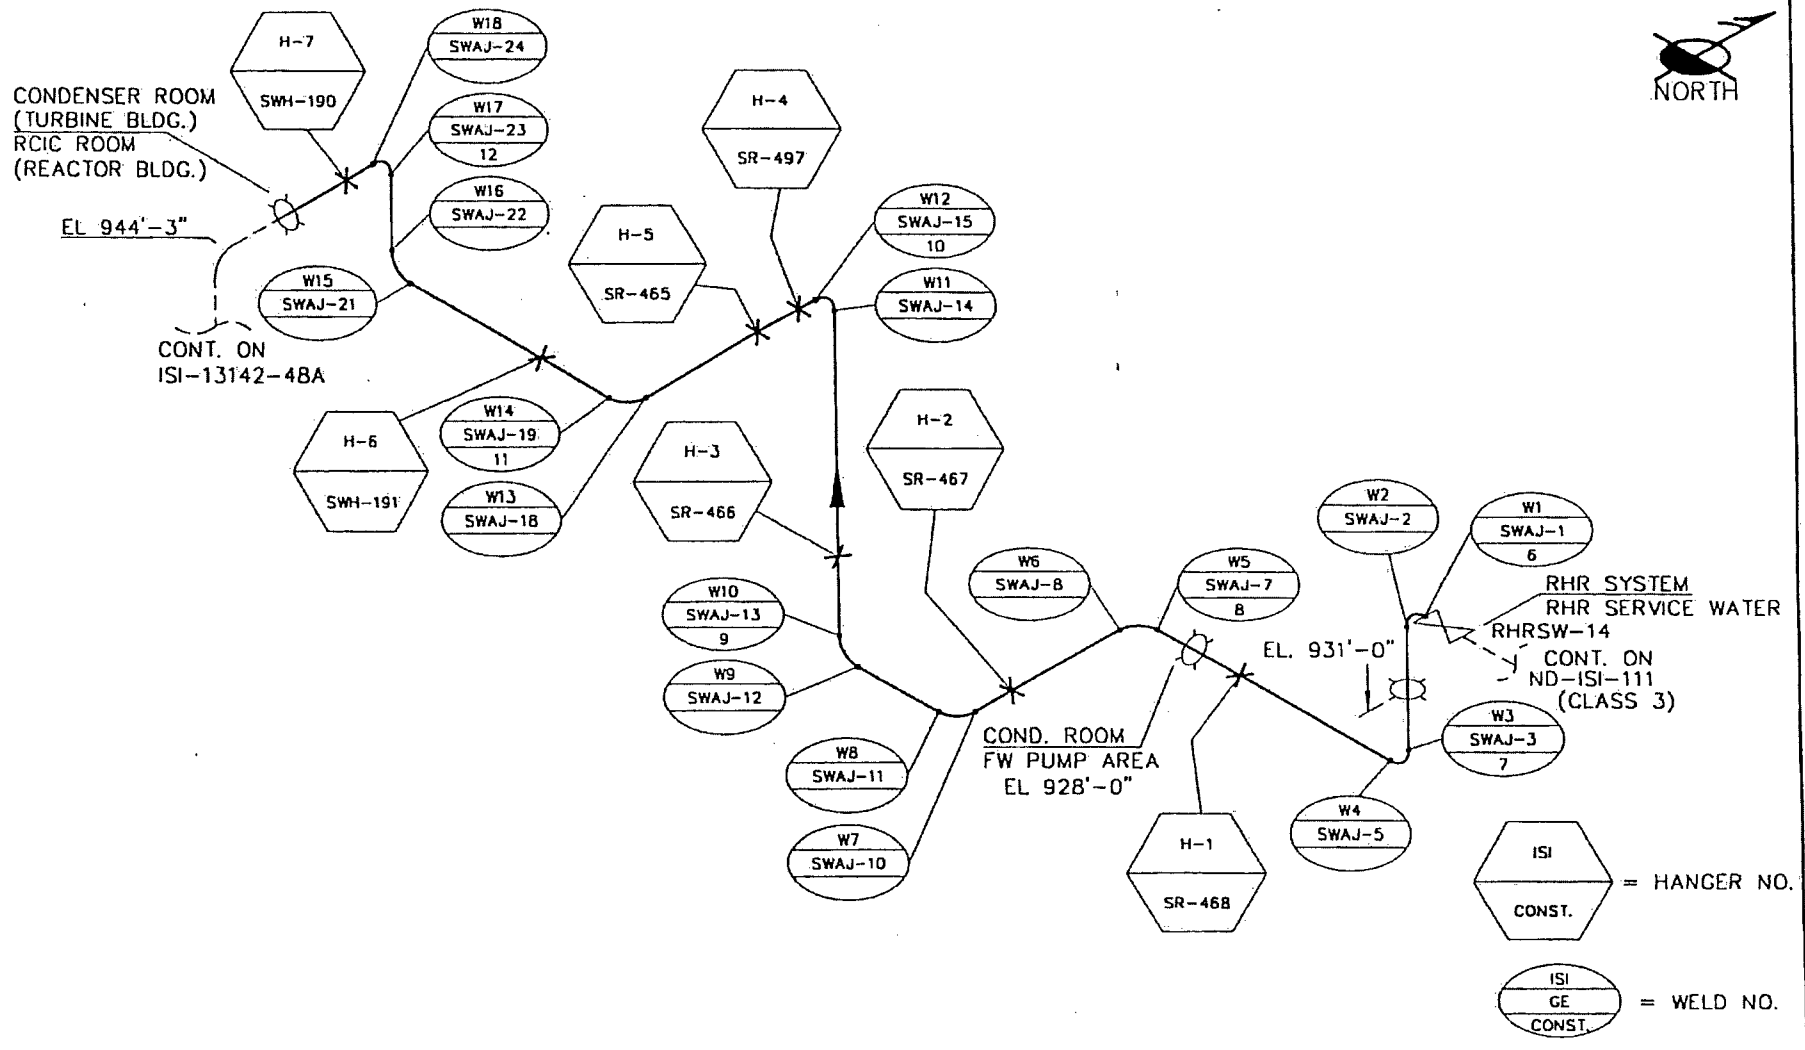 NORTH
H-7
SWH-190
W18
SWAJ-24
CONDENSER ROOM
(TURBINE BLDG.)
RCIC ROOM
(REACTOR BLDG.)
W17
SWAJ-23
12
W16
SWAJ-22
EL 944'-3"
W15
SWAJ-21
CONT. ON
ISI-13142-48A
H-4
SR-497
H-5
SR-465
W12
SWAJ-15
10
W11
SWAJ-14
H-6
SWH-191
W14
SWAJ-19
11
W13
SWAJ-18
H-3
SR-466
H-2
SR-467
W10
SWAJ-13
9
W9
SWAJ-12
W8
SWAJ-11
W7
SWAJ-10
W6
SWAJ-8
W5
SWAJ-7
8
COND. ROOM
FW PUMP AREA
EL 928'-0"
H-1
SR-468
W2
SWAJ-2
W1
SWAJ-1
6
RHR SYSTEM
RHR SERVICE WATER
RHRSW-14
CONT. ON
ND-ISI-111
(CLASS 3)
EL. 931'-0"
W3
SWAJ-3
7
W4
SWAJ-5
ISI
CONST.
= HANGER NO.
ISI
GE
CONST.
= WELD NO.